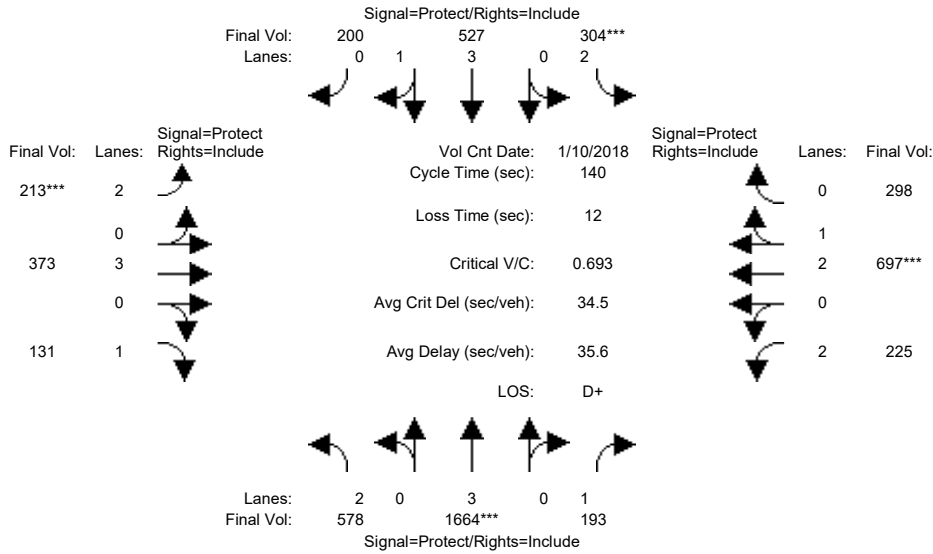 Signal=Protect/Rights=Include
Final Vol: 200 527 304***
Lanes: 0 1 3 0 2
Signal=Protect
Final Vol: Lanes: Rights=Include
Vol Cnt Date: 1/10/2018
Signal=Protect
Rights=Include Lanes: Final Vol:
Cycle Time (sec): 140
213*** 2
0 298
Loss Time (sec): 12
0
1
373 3
Critical V/C: 0.693
2 697***
0
Avg Crit Del (sec/veh): 34.5
0
131 1
Avg Delay (sec/veh): 35.6
2 225
LOS: D+
Lanes: 2 0 3 0 1
Final Vol: 578 1664*** 193
Signal=Protect/Rights=Include